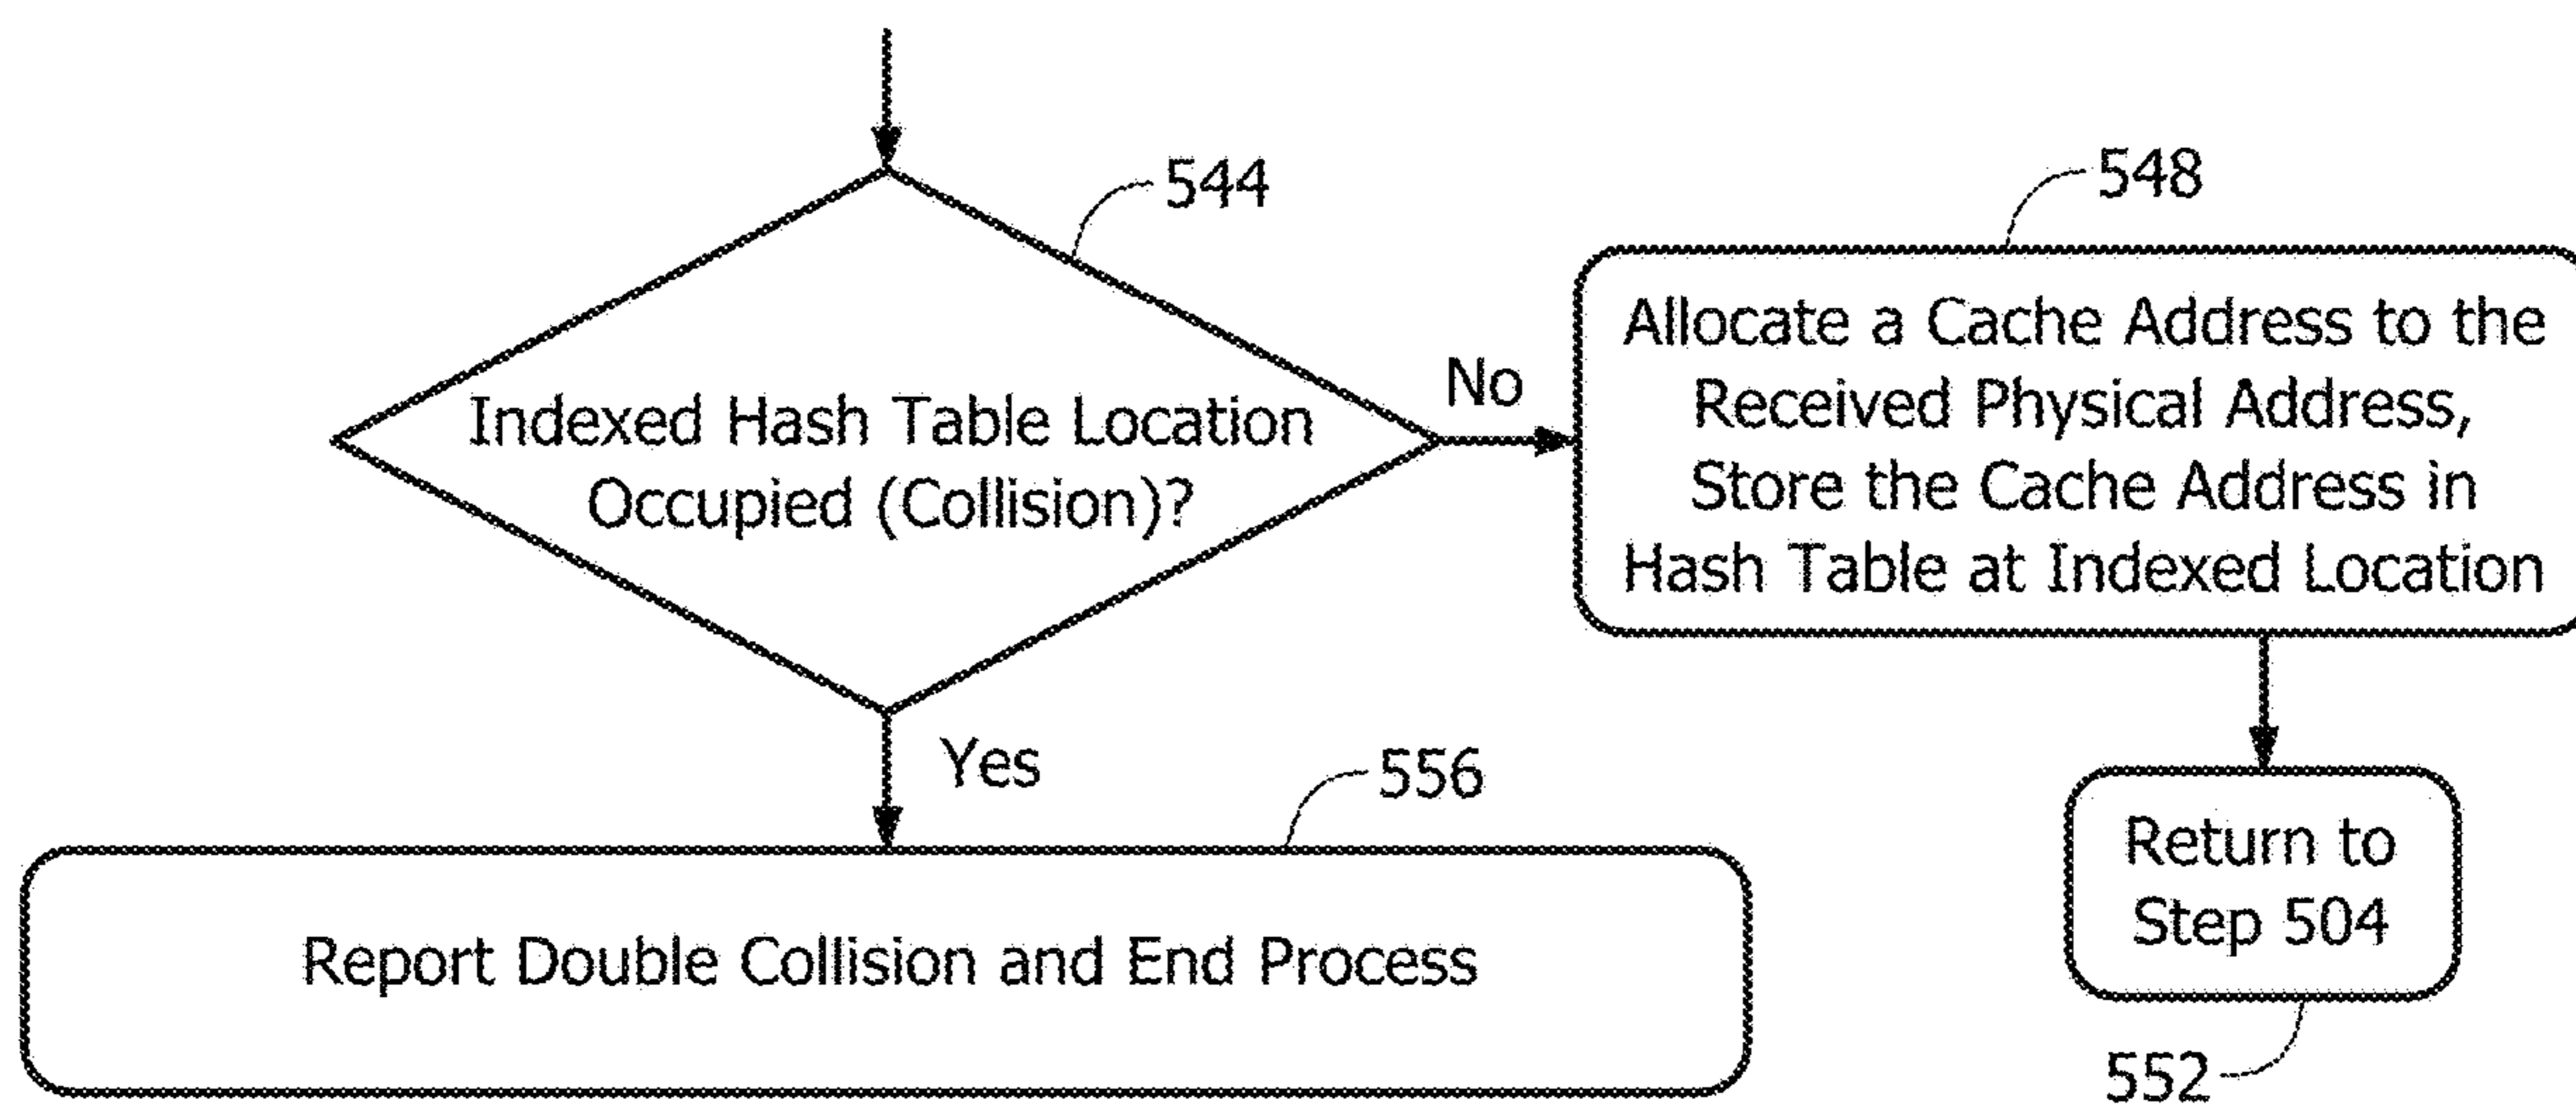 544
548
Indexed Hash Table Location
Occupied (Collision)?
No
Allocate a Cache Address to the
Received Physical Address,
Store the Cache Address in
Hash Table at Indexed Location
Yes
556
Report Double Collision and End Process
Return to
Step 504
552